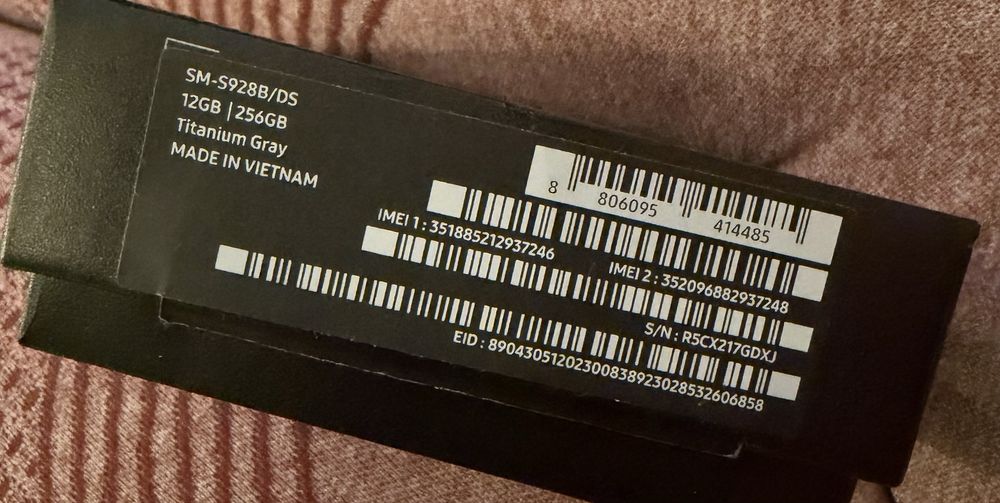 SM-S928B/DS
12GB | 256GB
Titanium Gray
MADE IN VIETNAM
8 806095 414485
IMEI 1 : 351885212937246
IMEI 2 : 352096882937248
S/N : R5CX217GDXJ
EID : 89043051202300838923028532606858